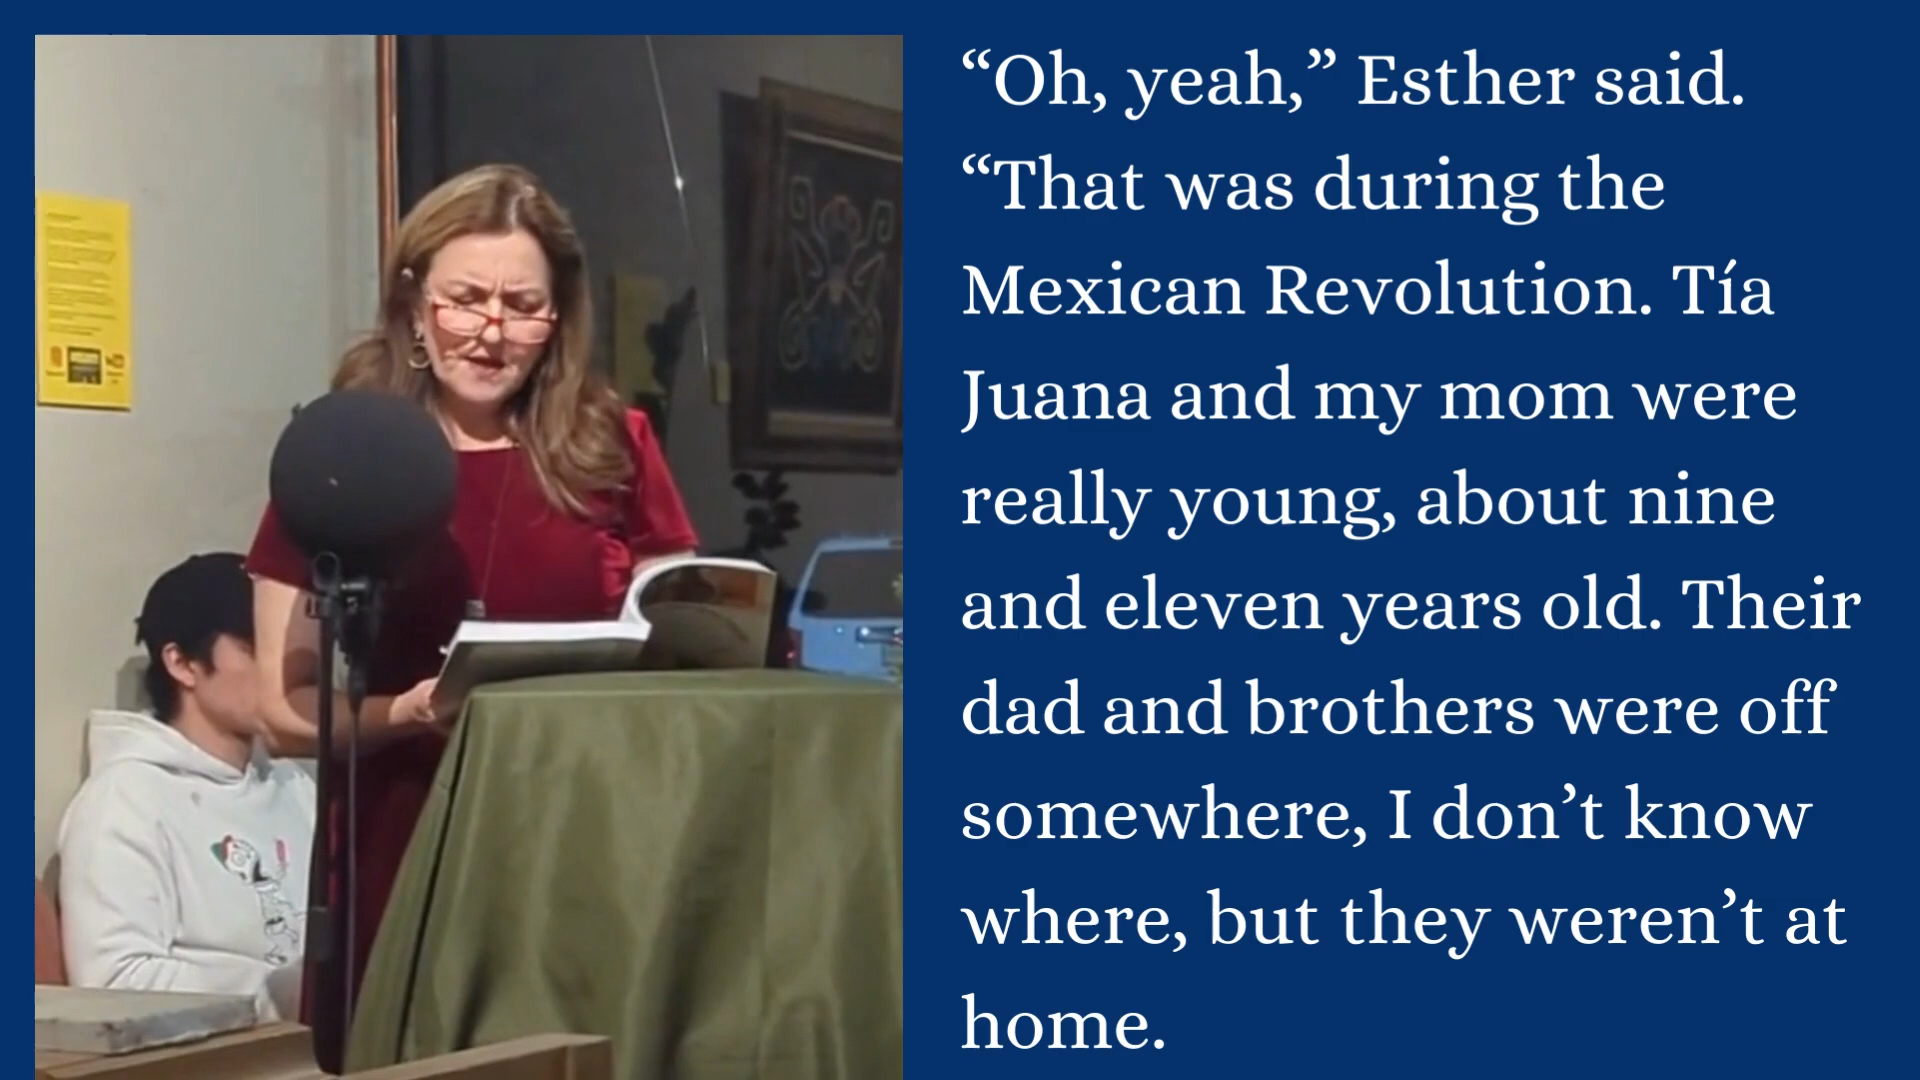 “Oh, yeah,” Esther said.
“That was during the
Mexican Revolution. Tía
Juana and my mom were
really young, about nine
and eleven years old. Their
dad and brothers were off
somewhere, I don’t know
where, but they weren’t at
home.